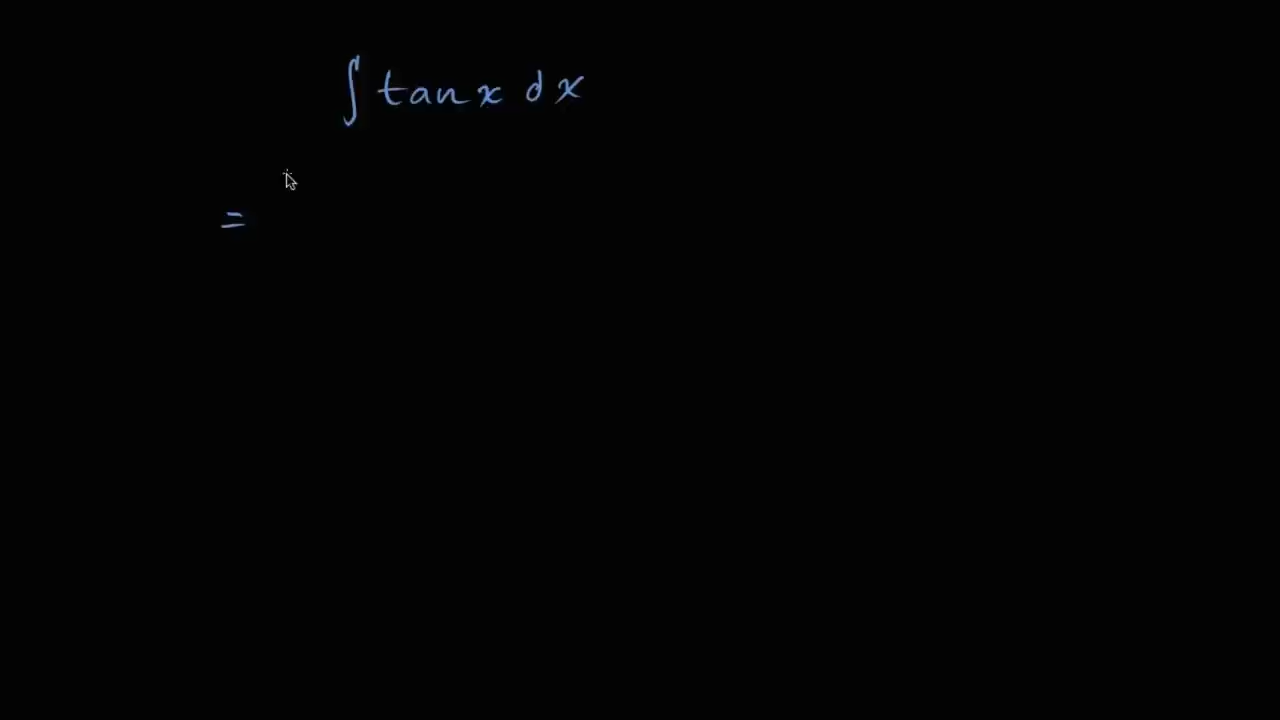 ∫ tan x dx
=